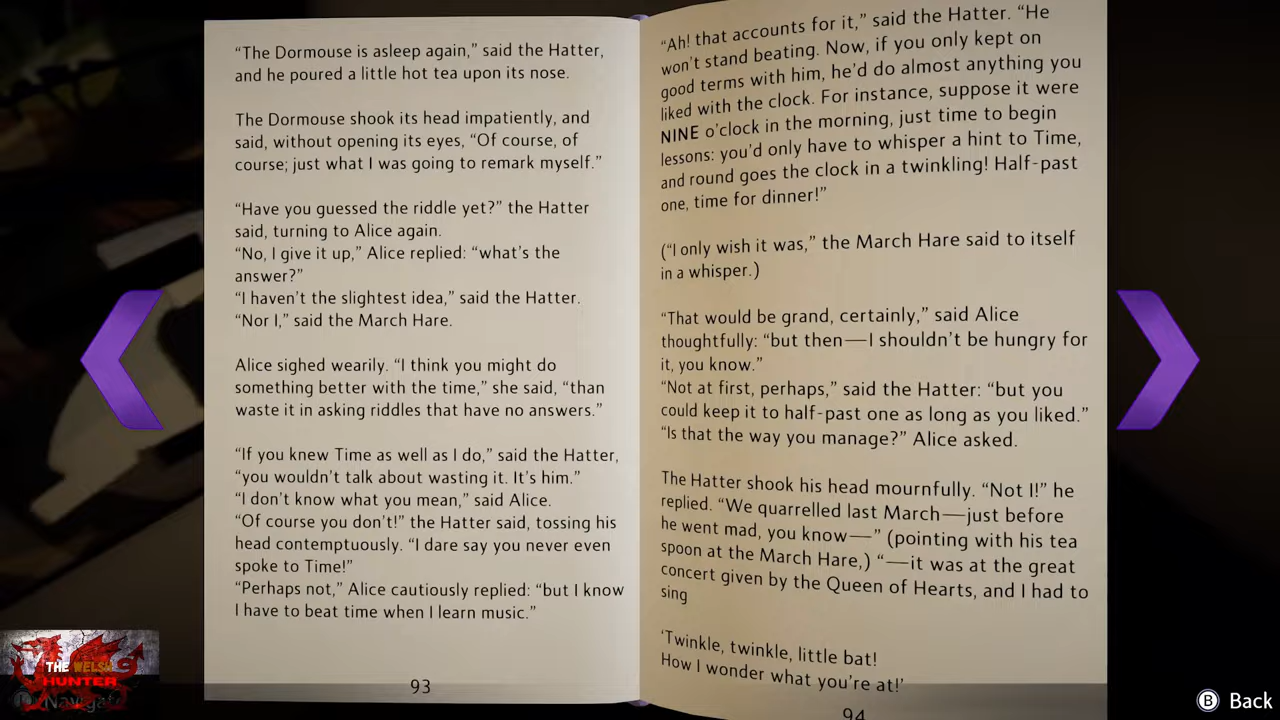 “The Dormouse is asleep again,” said the Hatter,
and he poured a little hot tea upon its nose.
The Dormouse shook its head impatiently, and
said, without opening its eyes, “Of course, of
course; just what I was going to remark myself.”
“Have you guessed the riddle yet?” the Hatter
said, turning to Alice again.
“No, I give it up,” Alice replied: “what’s the
answer?”
“I haven’t the slightest idea,” said the Hatter.
“Nor I,” said the March Hare.
Alice sighed wearily. “I think you might do
something better with the time,” she said, “than
waste it in asking riddles that have no answers.”
“If you knew Time as well as I do,” said the Hatter,
“you wouldn’t talk about wasting it. It’s him.”
“I don’t know what you mean,” said Alice.
“Of course you don’t!” the Hatter said, tossing his
head contemptuously. “I dare say you never even
spoke to Time!”
“Perhaps not,” Alice cautiously replied: “but I know
I have to beat time when I learn music.”
93
“Ah! that accounts for it,” said the Hatter. “He
won’t stand beating. Now, if you only kept on
good terms with him, he’d do almost anything you
liked with the clock. For instance, suppose it were
NINE o’clock in the morning, just time to begin
lessons: you’d only have to whisper a hint to Time,
and round goes the clock in a twinkling! Half-past
one, time for dinner!”
(“I only wish it was,” the March Hare said to itself
in a whisper.)
“That would be grand, certainly,” said Alice
thoughtfully: “but then—I shouldn’t be hungry for
it, you know.”
“Not at first, perhaps,” said the Hatter: “but you
could keep it to half-past one as long as you liked.”
“Is that the way you manage?” Alice asked.
The Hatter shook his head mournfully. “Not I!” he
replied. “We quarrelled last March—just before
he went mad, you know—” (pointing with his tea
spoon at the March Hare,) “—it was at the great
concert given by the Queen of Hearts, and I had to
sing
‘Twinkle, twinkle, little bat!
How I wonder what you’re at!’
94
THE WELSH
HUNTER
Navigate
B Back